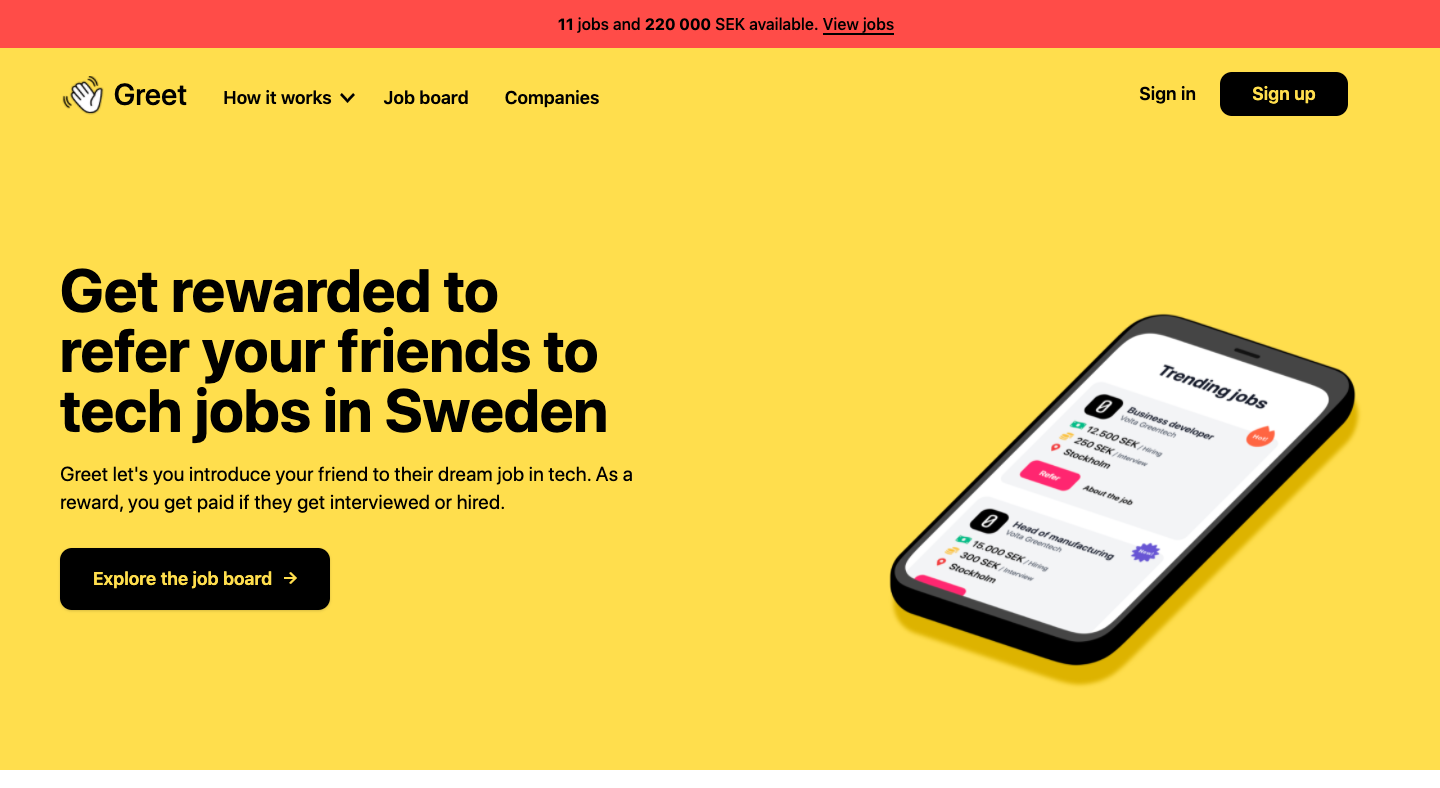 11 jobs and 220 000 SEK available. View jobs
Greet
How it works
Job board
Companies
Sign in
Sign up
Get rewarded to
refer your friends to
tech jobs in Sweden
Greet let's you introduce your friend to their dream job in tech. As a
reward, you get paid if they get interviewed or hired.
Explore the job board →
Trending jobs
Business developer
Volta Greentech
Hot!
12.500 SEK / Hiring
250 SEK / Interview
Stockholm
Refer
About the job
Head of manufacturing
Volta Greentech
15.000 SEK / Hiring
300 SEK / Interview
Stockholm